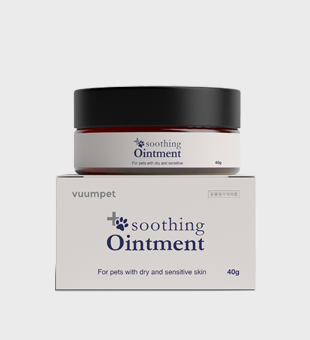 soothing
Ointment
For pets with dry and sensitive
40g
vuumpet
soothing
Ointment
For pets with dry and sensitive skin
40g